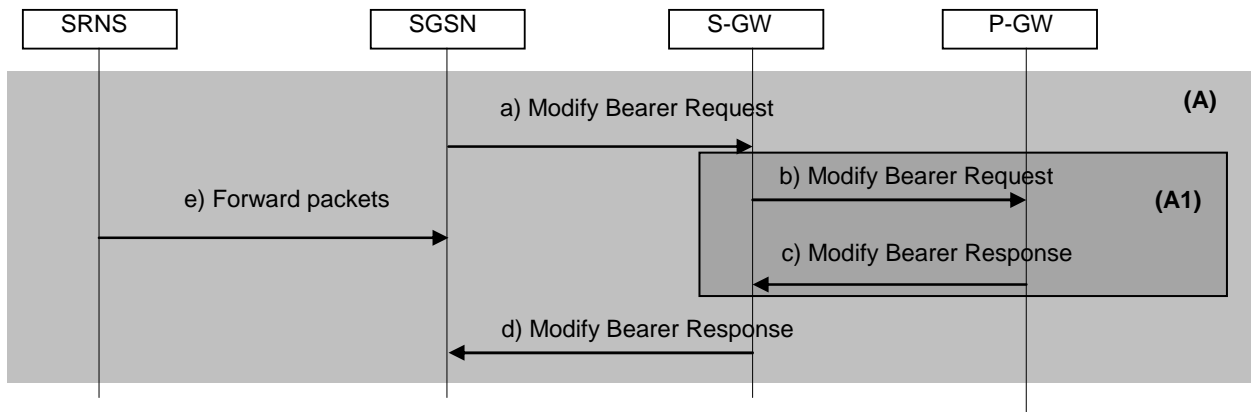 SRNS
SGSN
S-GW
P-GW
(A)
a) Modify Bearer Request
b) Modify Bearer Request
(A1)
e) Forward packets
c) Modify Bearer Response
d) Modify Bearer Response